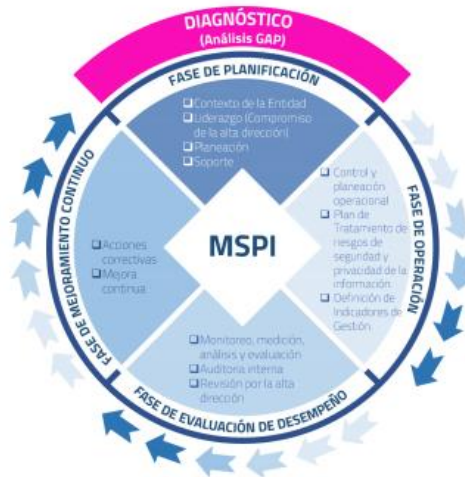 DIAGNÓSTICO
(Análisis GAP)
FASE DE PLANIFICACIÓN
Contexto de la Entidad
Liderazgo (Compromiso
de la alta dirección)
Planeación
Soporte
FASE DE OPERACIÓN
Control y
planeación
operacional
Plan de
Tratamiento de
riesgos de
seguridad y
privacidad de la
información.
Definición de
Indicadores de
Gestión
MSPI
FASE DE MEJORAMIENTO CONTINUO
Acciones
correctivas
Mejora
continua
Monitoreo, medición,
análisis y evaluación
Auditoria interna
Revisión por la alta
dirección
FASE DE EVALUACIÓN DE DESEMPEÑO